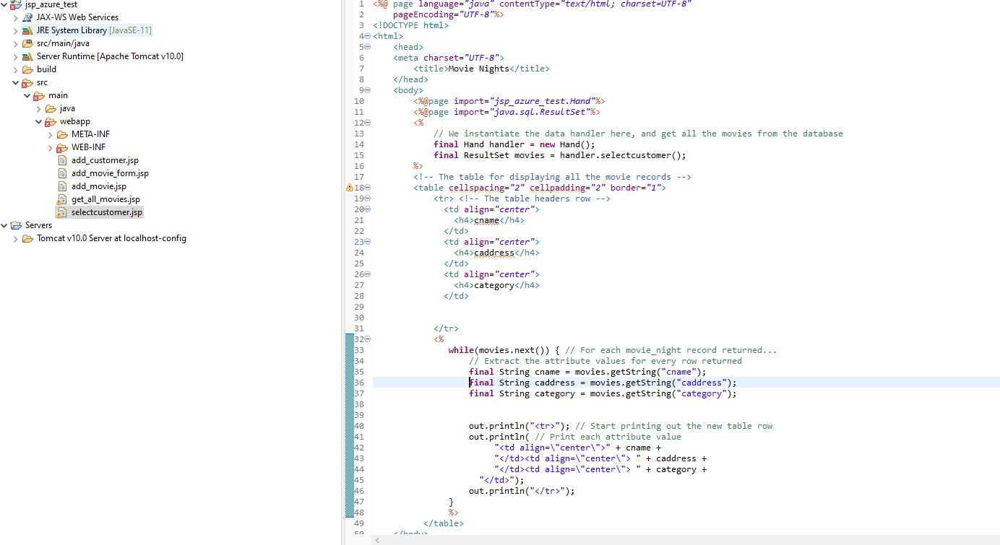 jsp_azure_test
JAX-WS Web Services
JRE System Library [JavaSE-11]
src/main/java
Server Runtime [Apache Tomcat v10.0]
build
src
main
java
webapp
META-INF
WEB-INF
add_customer.jsp
add_movie_form.jsp
add_movie.jsp
get_all_movies.jsp
selectcustomer.jsp
Servers
Tomcat v10.0 Server at localhost-config
1 <%@ page language="java" contentType="text/html; charset=UTF-8"
2     pageEncoding="UTF-8"%>
3 <!DOCTYPE html>
4 <html>
5     <head>
6     <meta charset="UTF-8">
7         <title>Movie Nights</title>
8     </head>
9     <body>
10         <%@page import="jsp_azure_test.Hand"%>
11         <%@page import="java.sql.ResultSet"%>
12         <%
13             // We instantiate the data handler here, and get all the movies from the database
14             final Hand handler = new Hand();
15             final ResultSet movies = handler.selectcustomer();
16         %>
17         <!-- The table for displaying all the movie records -->
18         <table cellspacing="2" cellpadding="2" border="1">
19             <tr> <!-- The table headers row -->
20               <td align="center">
21                 <h4>cname</h4>
22               </td>
23               <td align="center">
24                 <h4>caddress</h4>
25               </td>
26               <td align="center">
27                 <h4>category</h4>
28               </td>
29
30
31             </tr>
32             <%
33                while(movies.next()) { // For each movie_night record returned...
34                    // Extract the attribute values for every row returned
35                    final String cname = movies.getString("cname");
36                    final String caddress = movies.getString("caddress");
37                    final String category = movies.getString("category");
38
39
40                    out.println("<tr>"); // Start printing out the new table row
41                    out.println( // Print each attribute value
42                         "<td align=\"center\">" + cname +
43                         "</td><td align=\"center\"> " + caddress +
44                         "</td><td align=\"center\"> " + category +
45                      "</td>");
46                    out.println("</tr>");
47                }
48                %>
49           </table>
50     </body>